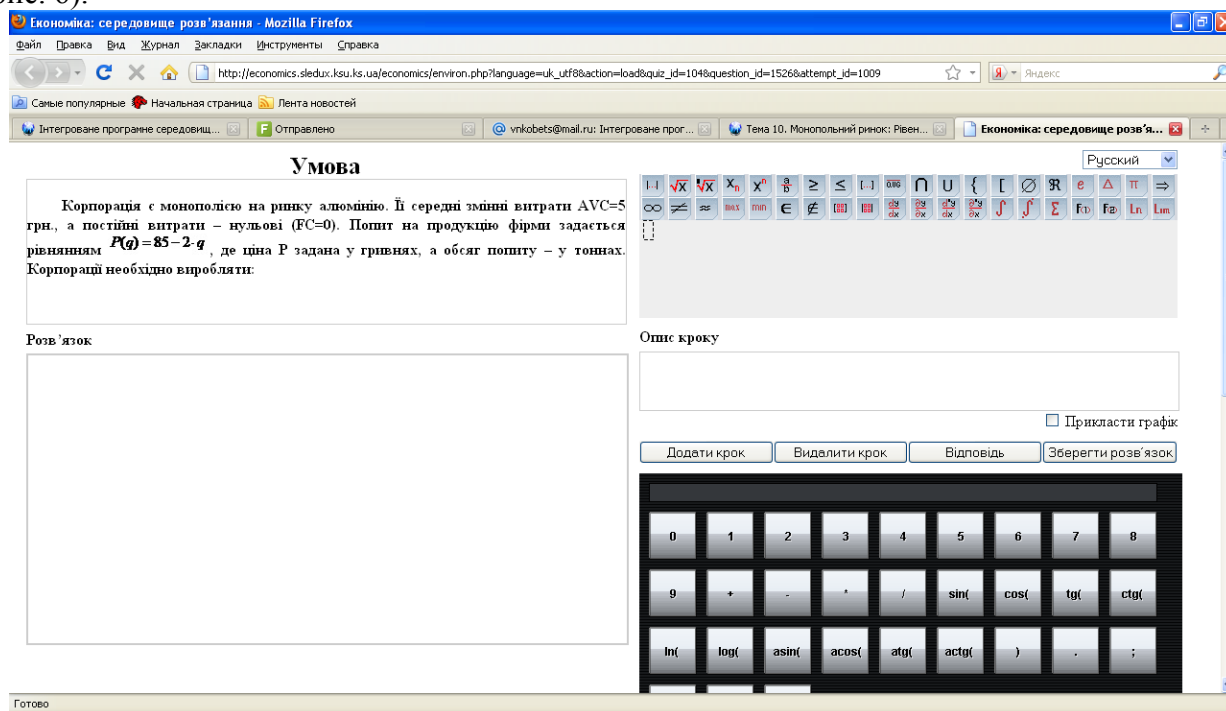 Економіка: середовище розв'язання - Mozilla Firefox
Файл Правка Вид Журнал Закладки Инструменты Справка
http://economics.sledux.ksu.ks.ua/economics/environ.php?language=uk_utf8&action=load&quiz_id=104&question_id=1526&attempt_id=1009
Яндекс
Самые популярные Начальная страница Лента новостей
Інтегроване програмне середовищ... Отправлено vnkobets@mail.ru: Інтегроване прог... Тема 10. Монопольний ринок: Рівен... Економіка: середовище розв'я...
Умова
Русский
Корпорація є монополією на ринку алюмінію. Її середні змінні витрати AVC=5
грн., а постійні витрати – нульові (FC=0). Попит на продукцію фірми задається
рівнянням P(q)=85−2·q, де ціна P задана у гривнях, а обсяг попиту – у тоннах.
Корпорації необхідно виробляти:
Розв'язок
Опис кроку
Прикласти графік
Додати крок Видалити крок Відповідь Зберегти розв'язок
0 1 2 3 4 5 6 7 8
9 + - * / sin( cos( tg( ctg(
ln( log( asin( acos( atg( actg( ) . ;
Готово